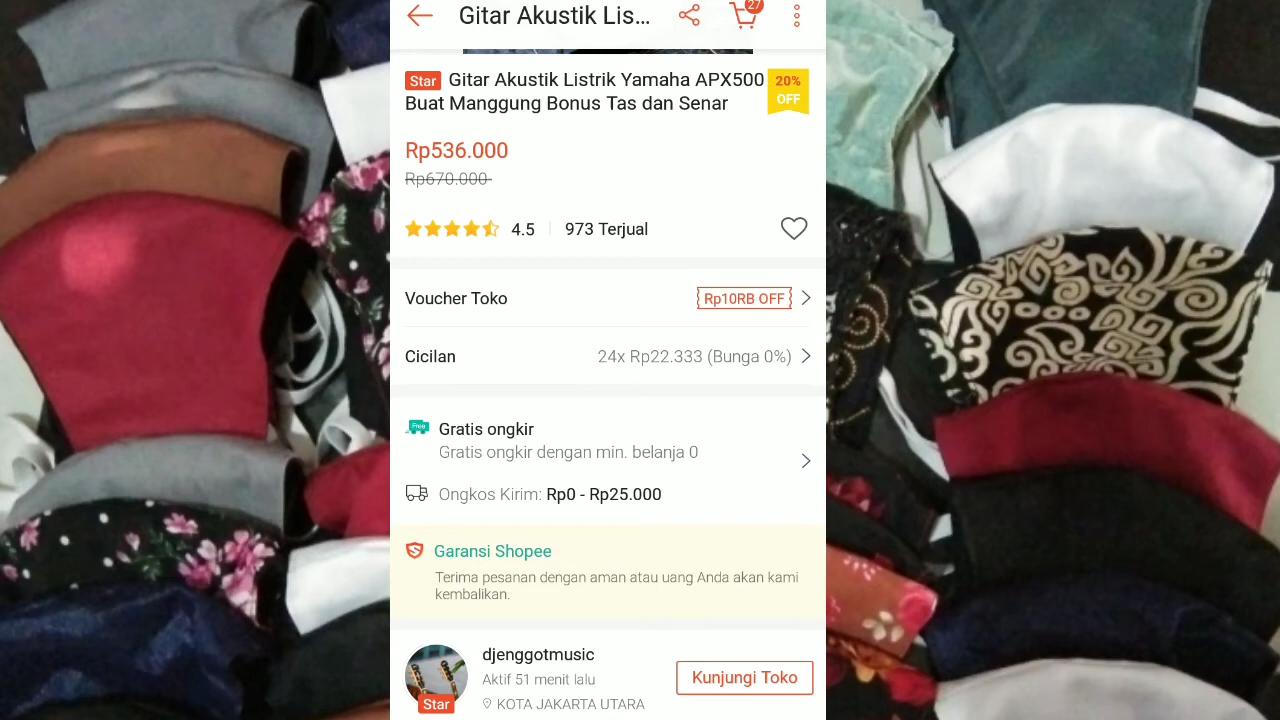 Gitar Akustik Lis...
27
Star Gitar Akustik Listrik Yamaha APX500
Buat Manggung Bonus Tas dan Senar
20%
OFF
Rp536.000
Rp670.000
4.5
973 Terjual
Voucher Toko
Rp10RB OFF
Cicilan
24x Rp22.333 (Bunga 0%)
Free
Gratis ongkir
Gratis ongkir dengan min. belanja 0
Ongkos Kirim: Rp0 - Rp25.000
Garansi Shopee
Terima pesanan dengan aman atau uang Anda akan kami
kembalikan.
djenggotmusic
Aktif 51 menit lalu
Star
KOTA JAKARTA UTARA
Kunjungi Toko